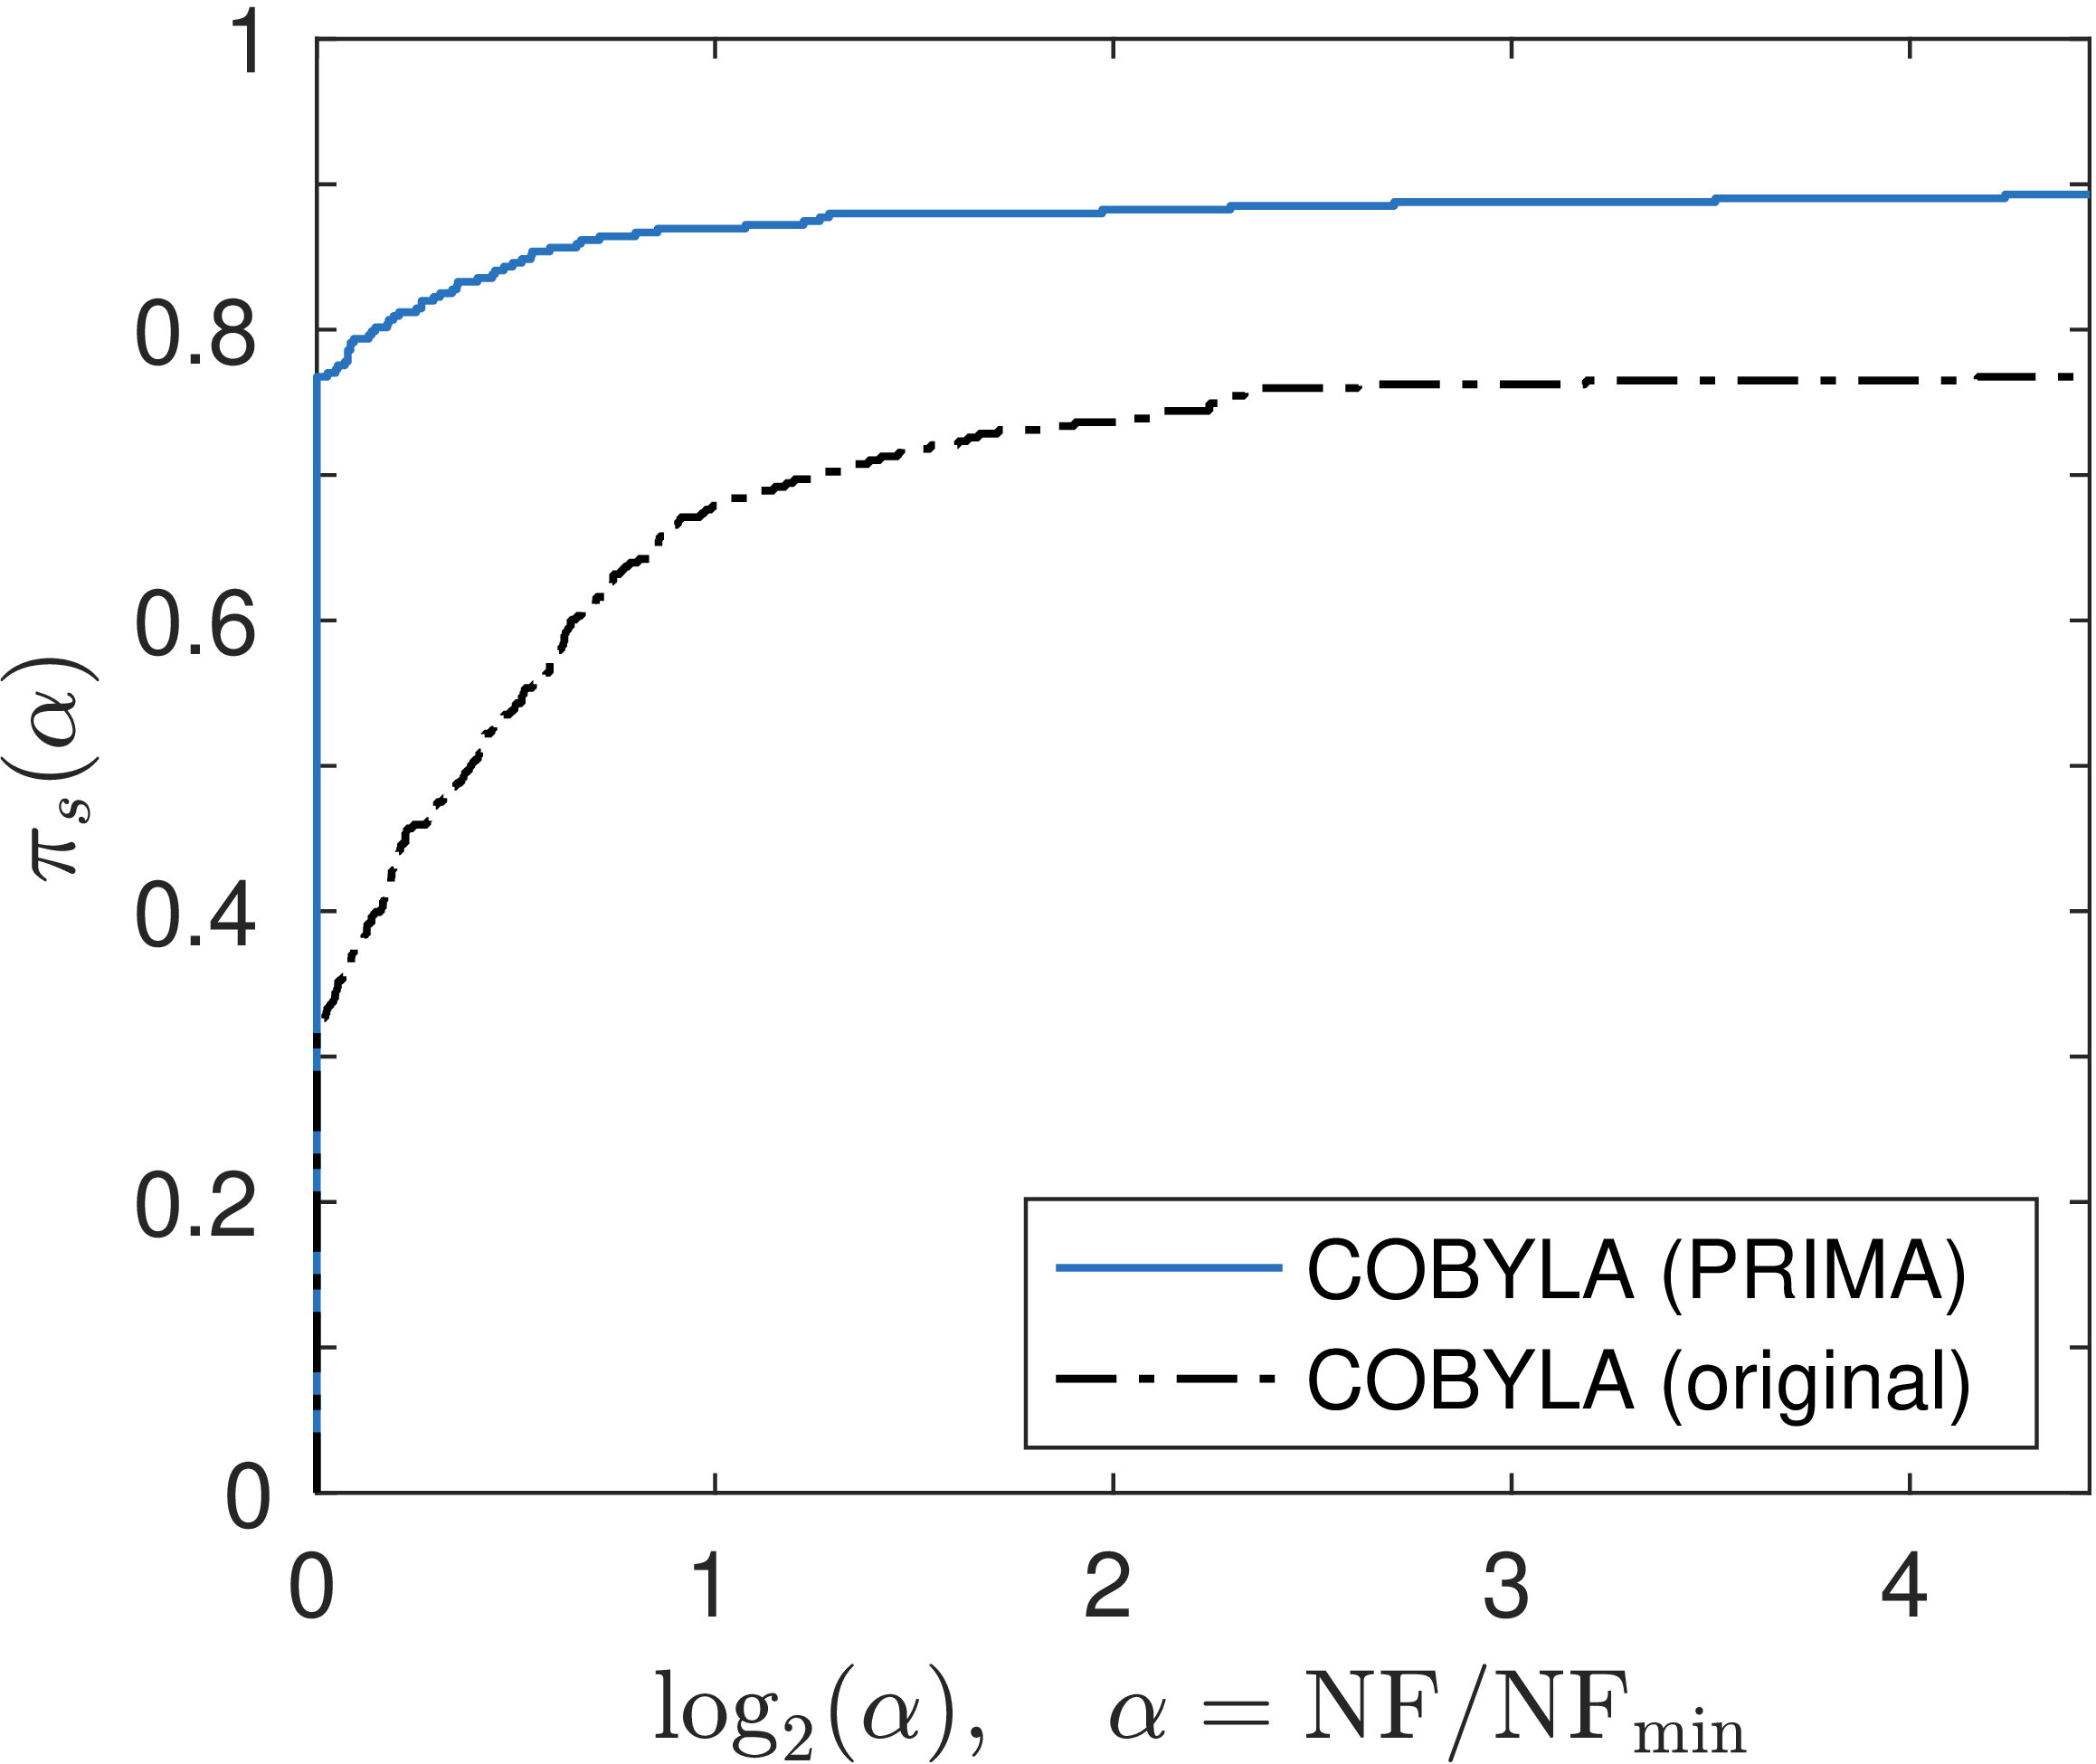 1
0.8
0.6
0.4
0.2
0
π_s(α)
COBYLA (PRIMA)
COBYLA (original)
0 1 2 3 4
log₂(α), α = NF/NF_min